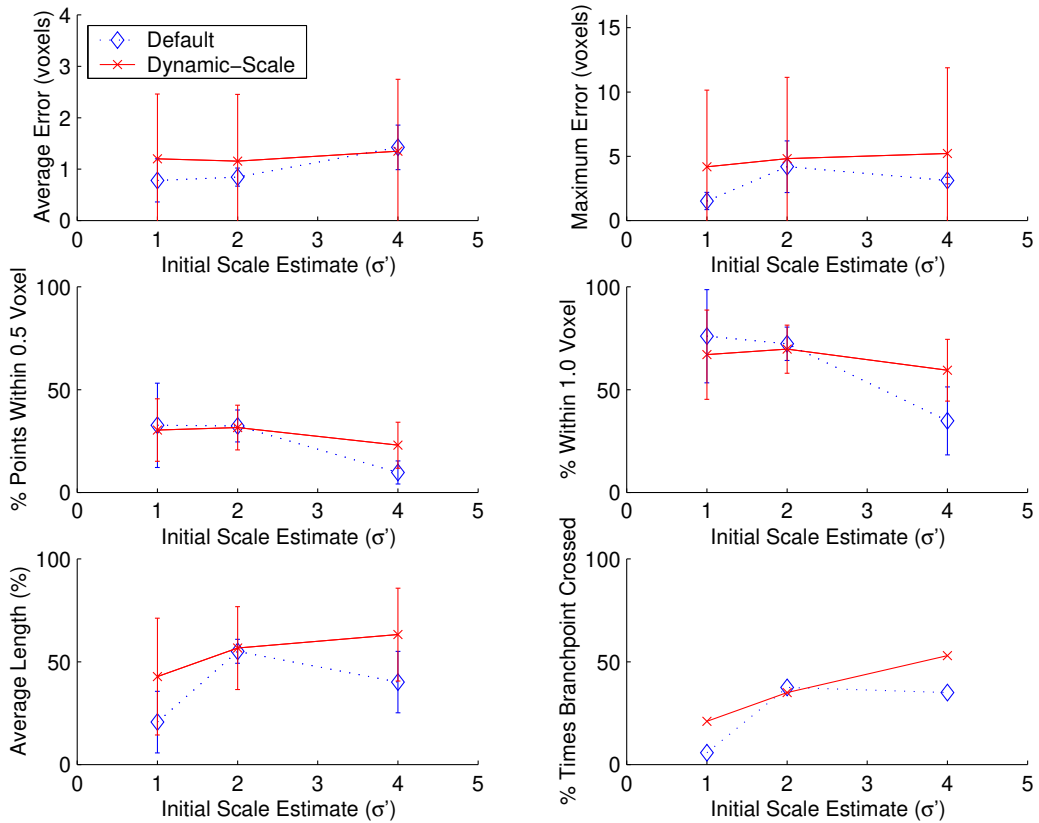 Default
Dynamic-Scale
Average Error (voxels)
4
3
2
1
0
0 1 2 3 4 5
Initial Scale Estimate (σ')
Maximum Error (voxels)
15
10
5
0
0 1 2 3 4 5
Initial Scale Estimate (σ')
% Points Within 0.5 Voxel
100
50
0
0 1 2 3 4 5
Initial Scale Estimate (σ')
% Within 1.0 Voxel
100
50
0
0 1 2 3 4 5
Initial Scale Estimate (σ')
Average Length (%)
100
50
0
0 1 2 3 4 5
Initial Scale Estimate (σ')
% Times Branchpoint Crossed
100
50
0
0 1 2 3 4 5
Initial Scale Estimate (σ')